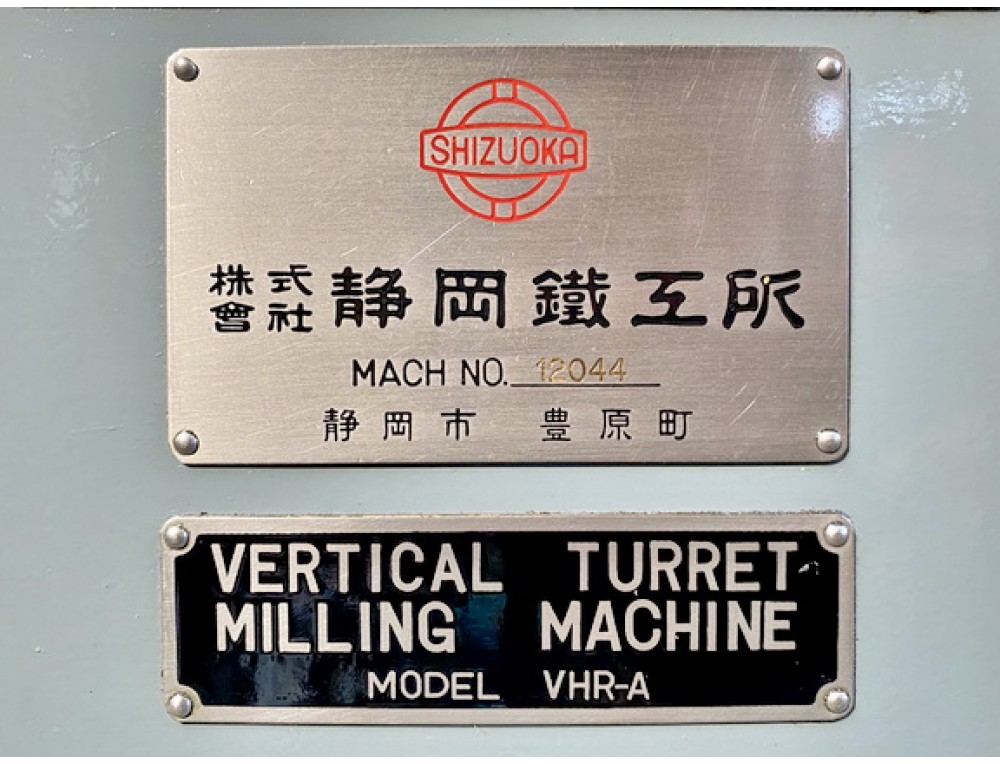 SHIZUOKA
株式會社 静岡鐵工所
MACH NO. 12044
静岡市 豊原町
VERTICAL TURRET
MILLING MACHINE
MODEL VHR-A